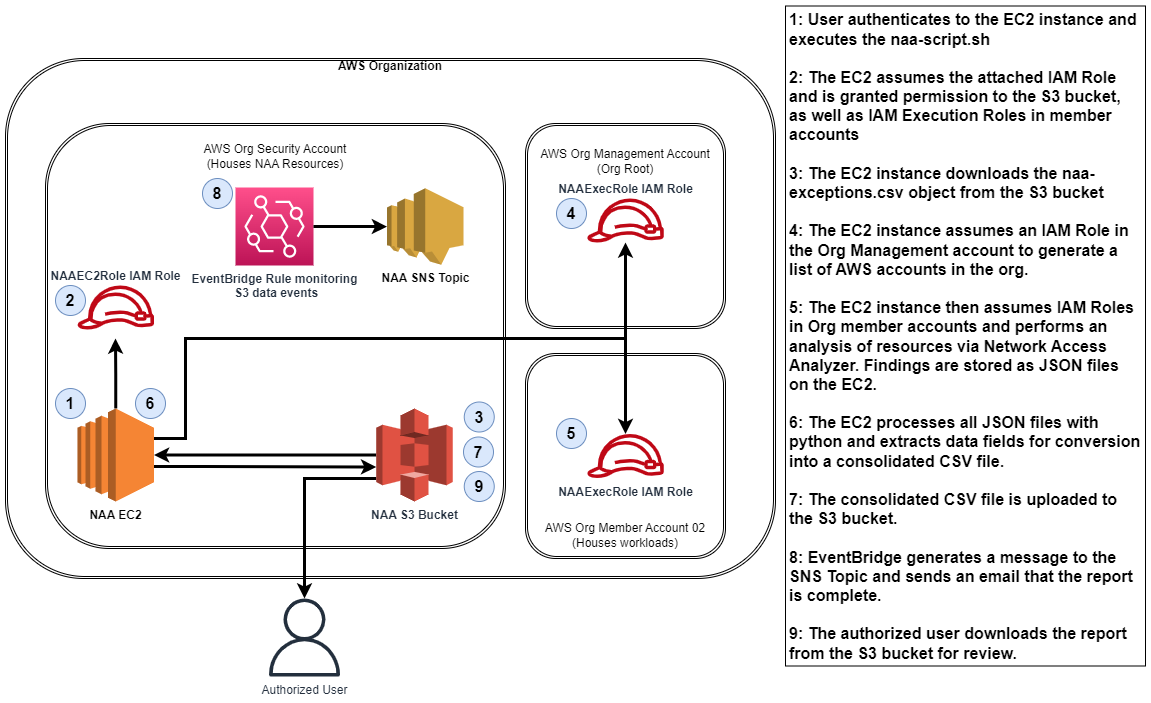 AWS Organization
AWS Org Security Account
(Houses NAA Resources)
8
EventBridge Rule monitoring
S3 data events
NAA SNS Topic
NAAEC2Role IAM Role
2
1
6
NAA EC2
3
7
9
NAA S3 Bucket
AWS Org Management Account
(Org Root)
NAAExecRole IAM Role
4
5
NAAExecRole IAM Role
AWS Org Member Account 02
(Houses workloads)
Authorized User
1: User authenticates to the EC2 instance and
executes the naa-script.sh
2: The EC2 assumes the attached IAM Role
and is granted permission to the S3 bucket,
as well as IAM Execution Roles in member
accounts
3: The EC2 instance downloads the naa-
exceptions.csv object from the S3 bucket
4: The EC2 instance assumes an IAM Role in
the Org Management account to generate a
list of AWS accounts in the org.
5: The EC2 instance then assumes IAM Roles
in Org member accounts and performs an
analysis of resources via Network Access
Analyzer. Findings are stored as JSON files
on the EC2.
6: The EC2 processes all JSON files with
python and extracts data fields for conversion
into a consolidated CSV file.
7: The consolidated CSV file is uploaded to
the S3 bucket.
8: EventBridge generates a message to the
SNS Topic and sends an email that the report
is complete.
9: The authorized user downloads the report
from the S3 bucket for review.